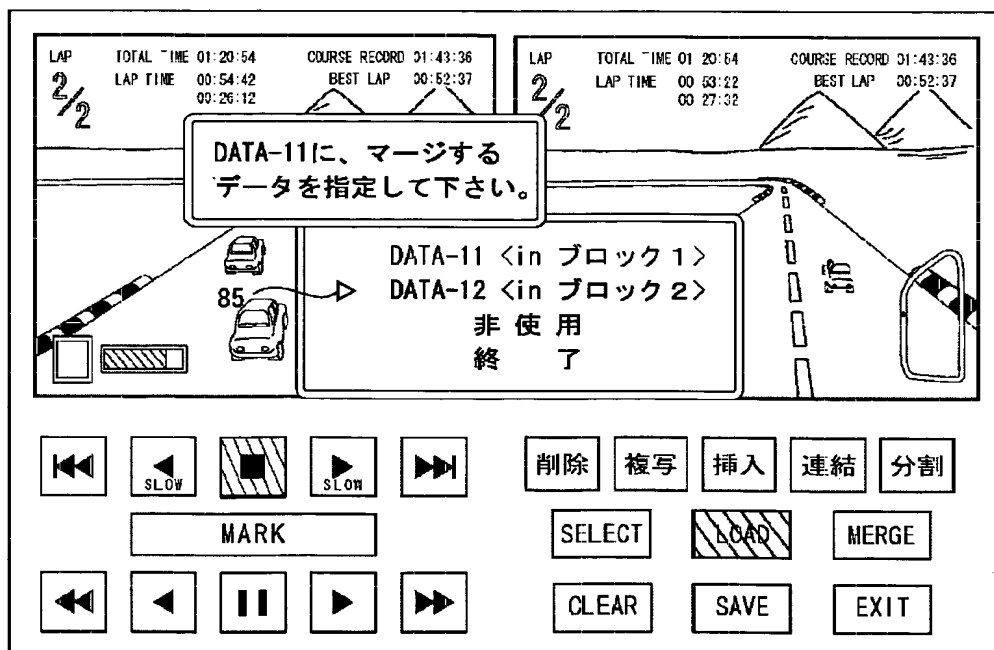 LAP TOTAL TIME 01:20:54 COURSE RECORD 01:43:36
2/2 LAP TIME 00:54:42 BEST LAP 00:52:37
00:26:12
LAP TOTAL TIME 01 20:54 COURSE RECORD 01:43:36
2/2 LAP TIME 00 53:22 BEST LAP 00:52:37
00 27:32
DATA-11に、マージする
データを指定して下さい。
DATA-11 <in ブロック1>
85 DATA-12 <in ブロック2>
非使用
終 了
SLOW SLOW
削除 複写 挿入 連結 分割
MARK
SELECT LOAD MERGE
CLEAR SAVE EXIT